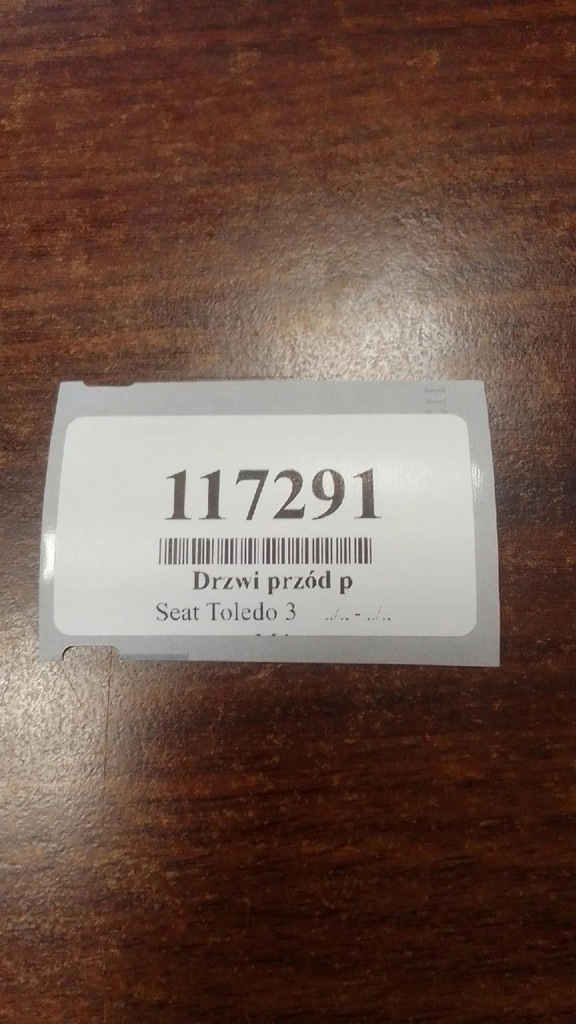 117291
Drzwi przód p
Seat Toledo 3 ../.. - ../..